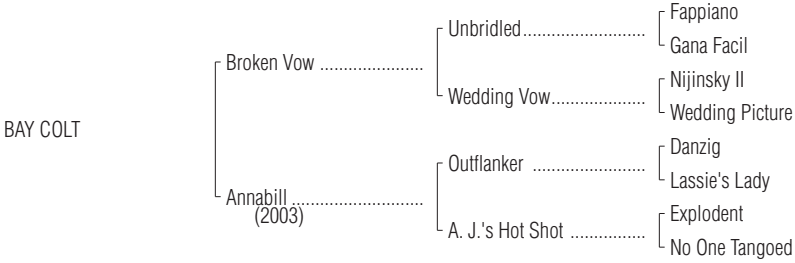 Fappiano
Unbridled..........................
Gana Facil
Broken Vow ......................
Nijinsky II
Wedding Vow....................
Wedding Picture
BAY COLT
Danzig
Outflanker ........................
Lassie's Lady
Annabill ............................
(2003)
Explodent
A. J.'s Hot Shot ................
No One Tangoed